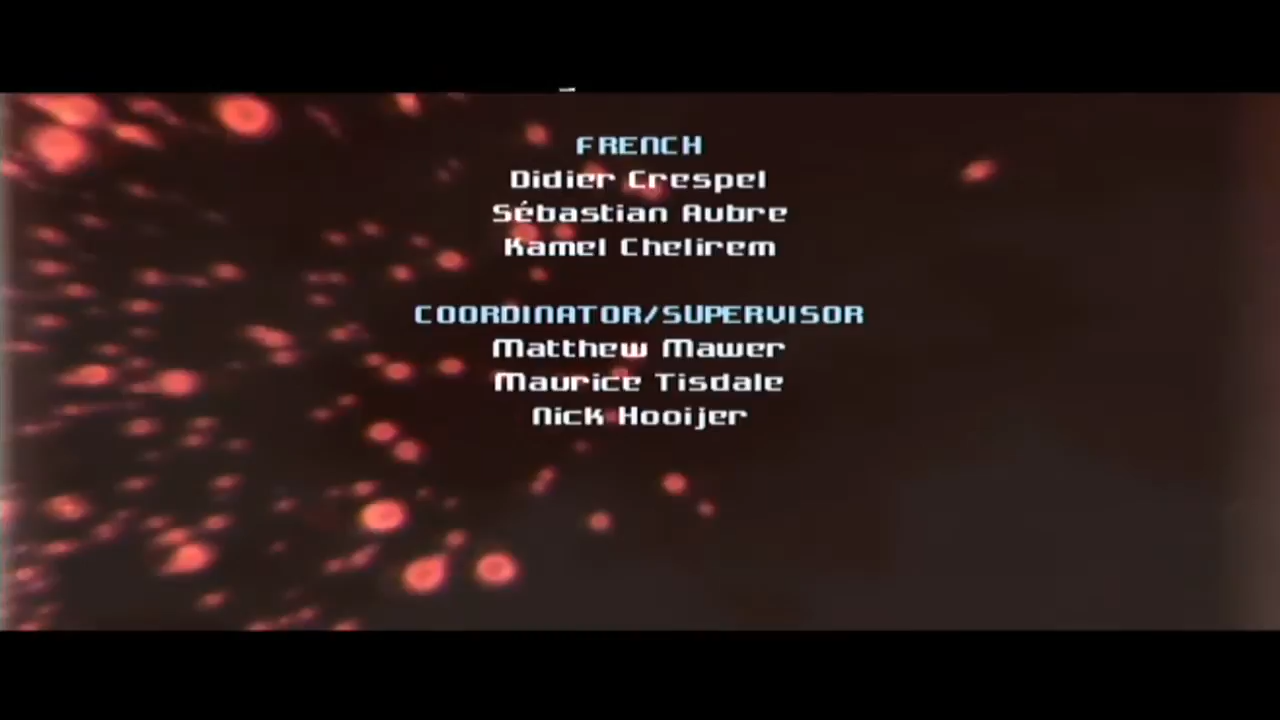 FRENCH
Didier Crespel
Sébastian Aubre
Kamel Chelirem
COORDINATOR/SUPERVISOR
Matthew Mawer
Maurice Tisdale
Nick Hooijer